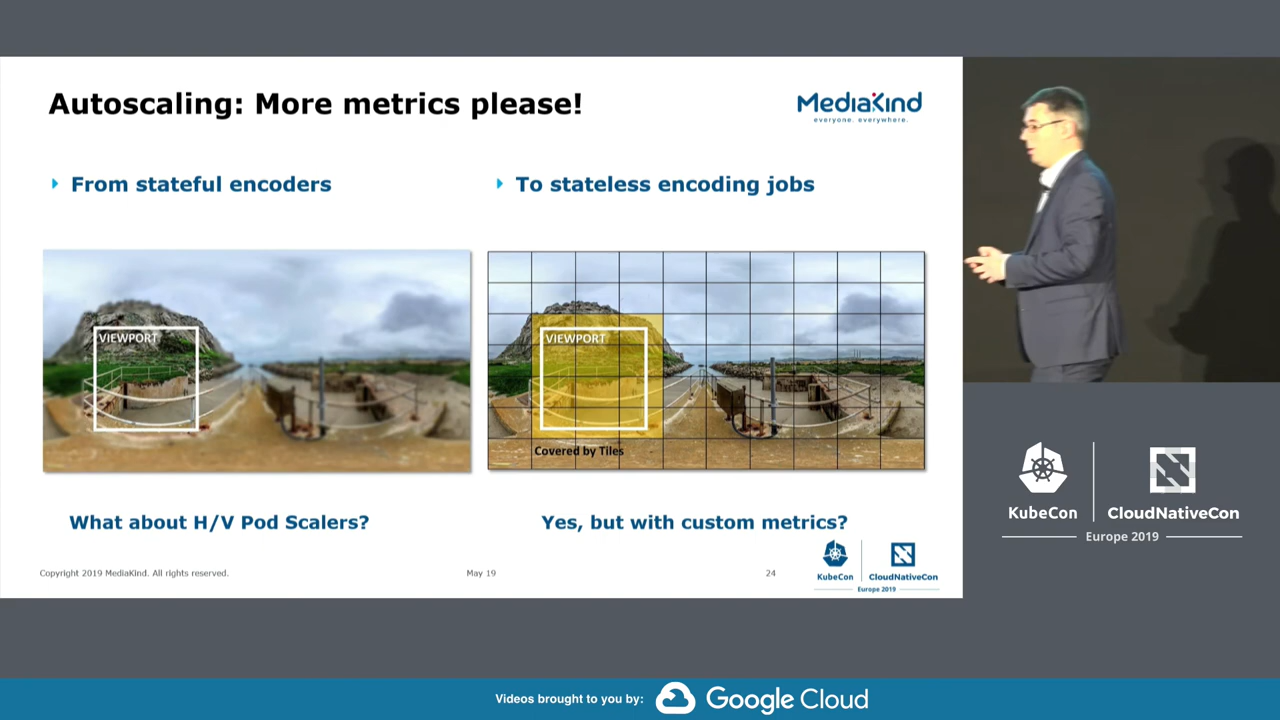 Autoscaling: More metrics please!
MediaKind
everyone. everywhere.
From stateful encoders
To stateless encoding jobs
VIEWPORT
VIEWPORT
Covered by Tiles
What about H/V Pod Scalers?
Yes, but with custom metrics?
Copyright 2019 MediaKind. All rights reserved.
May 19
24
KubeCon
CloudNativeCon
Europe 2019
KubeCon
CloudNativeCon
Europe 2019
Videos brought to you by:
Google Cloud